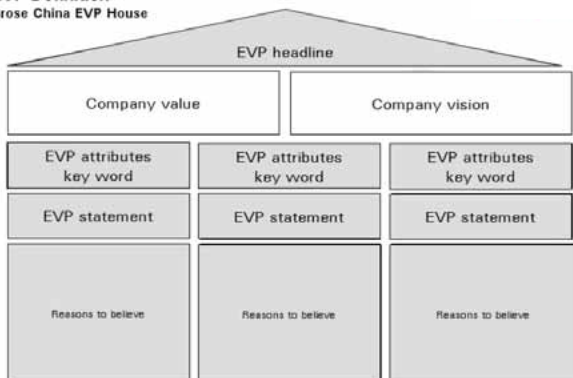 rose China EVP House
EVP headline
Company value
Company vision
EVP attributes
key word
EVP attributes
key word
EVP attributes
key word
EVP statement
EVP statement
EVP statement
Reasons to believe
Reasons to believe
Reasons to believe